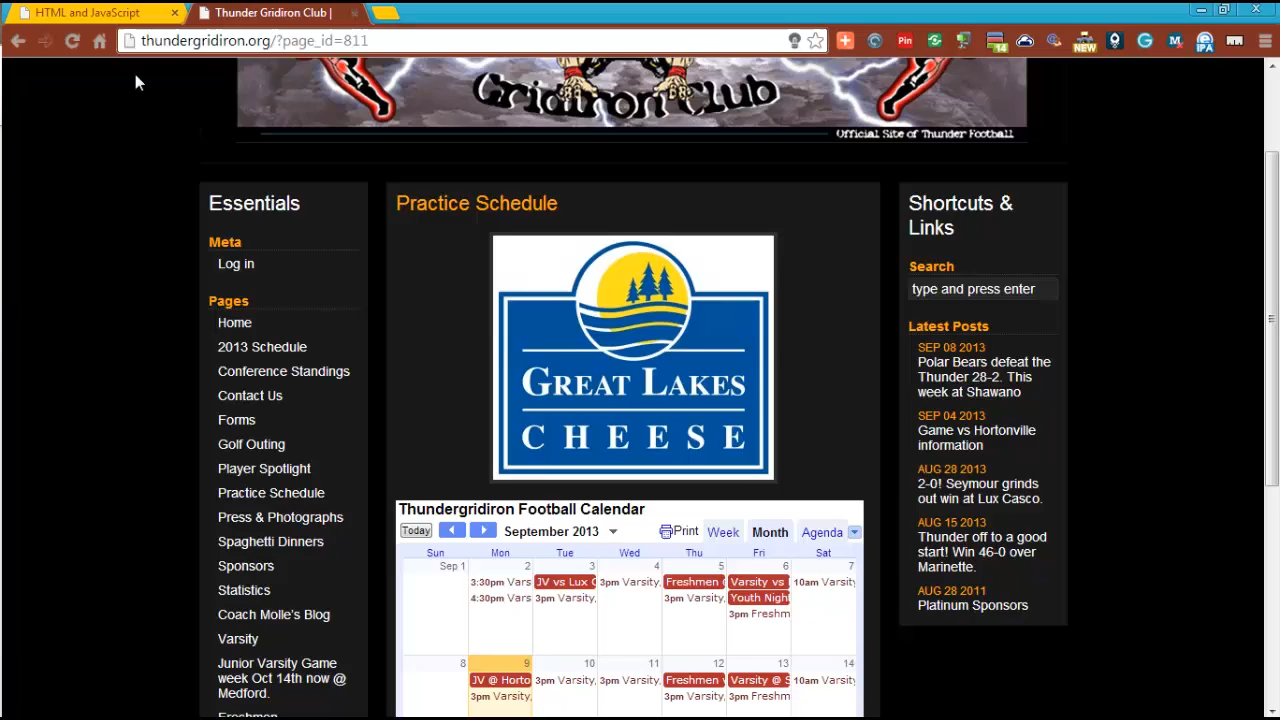 HTML and JavaScript
Thunder Gridiron Club |
thundergridiron.org/?page_id=811
Pin
14
NEW
IPA
Gridiron Club
Official Site of Thunder Football
Essentials
Meta
Log in
Pages
Home
2013 Schedule
Conference Standings
Contact Us
Forms
Golf Outing
Player Spotlight
Practice Schedule
Press & Photographs
Spaghetti Dinners
Sponsors
Statistics
Coach Molle's Blog
Varsity
Junior Varsity Game
week Oct 14th now @
Medford.
Freshmen
Practice Schedule
GREAT LAKES
CHEESE
Thundergridiron Football Calendar
Today
September 2013
Print
Week
Month
Agenda
Sun Mon Tue Wed Thu Fri Sat
Sep 1 2 3 4 5 6 7
3:30pm Vars
JV vs Lux
3pm Varsity,
Freshmen
Varsity vs
10am Varsity
4:30pm Vars
3pm Varsity,
3pm Varsity,
Youth Nigh
3pm Freshm
8 9 10 11 12 13 14
JV @ Horto
3pm Varsity,
3pm Varsity,
Freshmen
Varsity @ S
10am Varsity
3pm Varsity,
3pm Varsity,
3pm Freshm
Shortcuts &
Links
Search
type and press enter
Latest Posts
SEP 08 2013
Polar Bears defeat the
Thunder 28-2. This
week at Shawano
SEP 04 2013
Game vs Hortonville
information
AUG 28 2013
2-0! Seymour grinds
out win at Lux Casco.
AUG 15 2013
Thunder off to a good
start! Win 46-0 over
Marinette.
AUG 28 2011
Platinum Sponsors